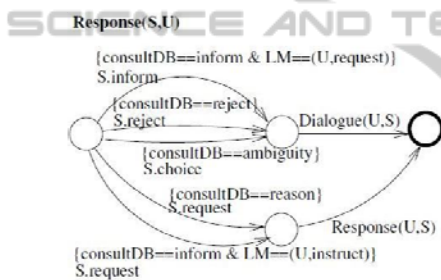 SCIENCE AND TE
Response(S,U)
{consultDB==inform & LM==(U,request)}
S.inform
{consultDB==reject}
S.reject
Dialogue(U,S)
{consultDB==ambiguity}
S.choice
{consultDB==reason}
S.request
Response(U,S)
{consultDB==inform & LM==(U,instruct)}
S.request